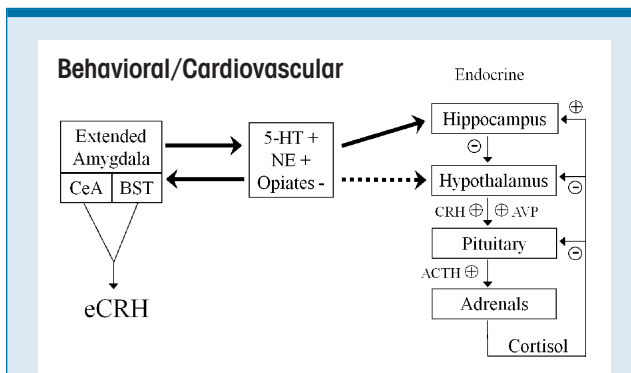 Behavioral/Cardiovascular
Endocrine
Extended
Amygdala
CeA
BST
eCRH
5-HT +
NE +
Opiates -
Hippocampus
⊕
⊖
Hypothalamus
⊖
CRH ⊕ ⊕ AVP
Pituitary
⊖
ACTH ⊕
Adrenals
Cortisol